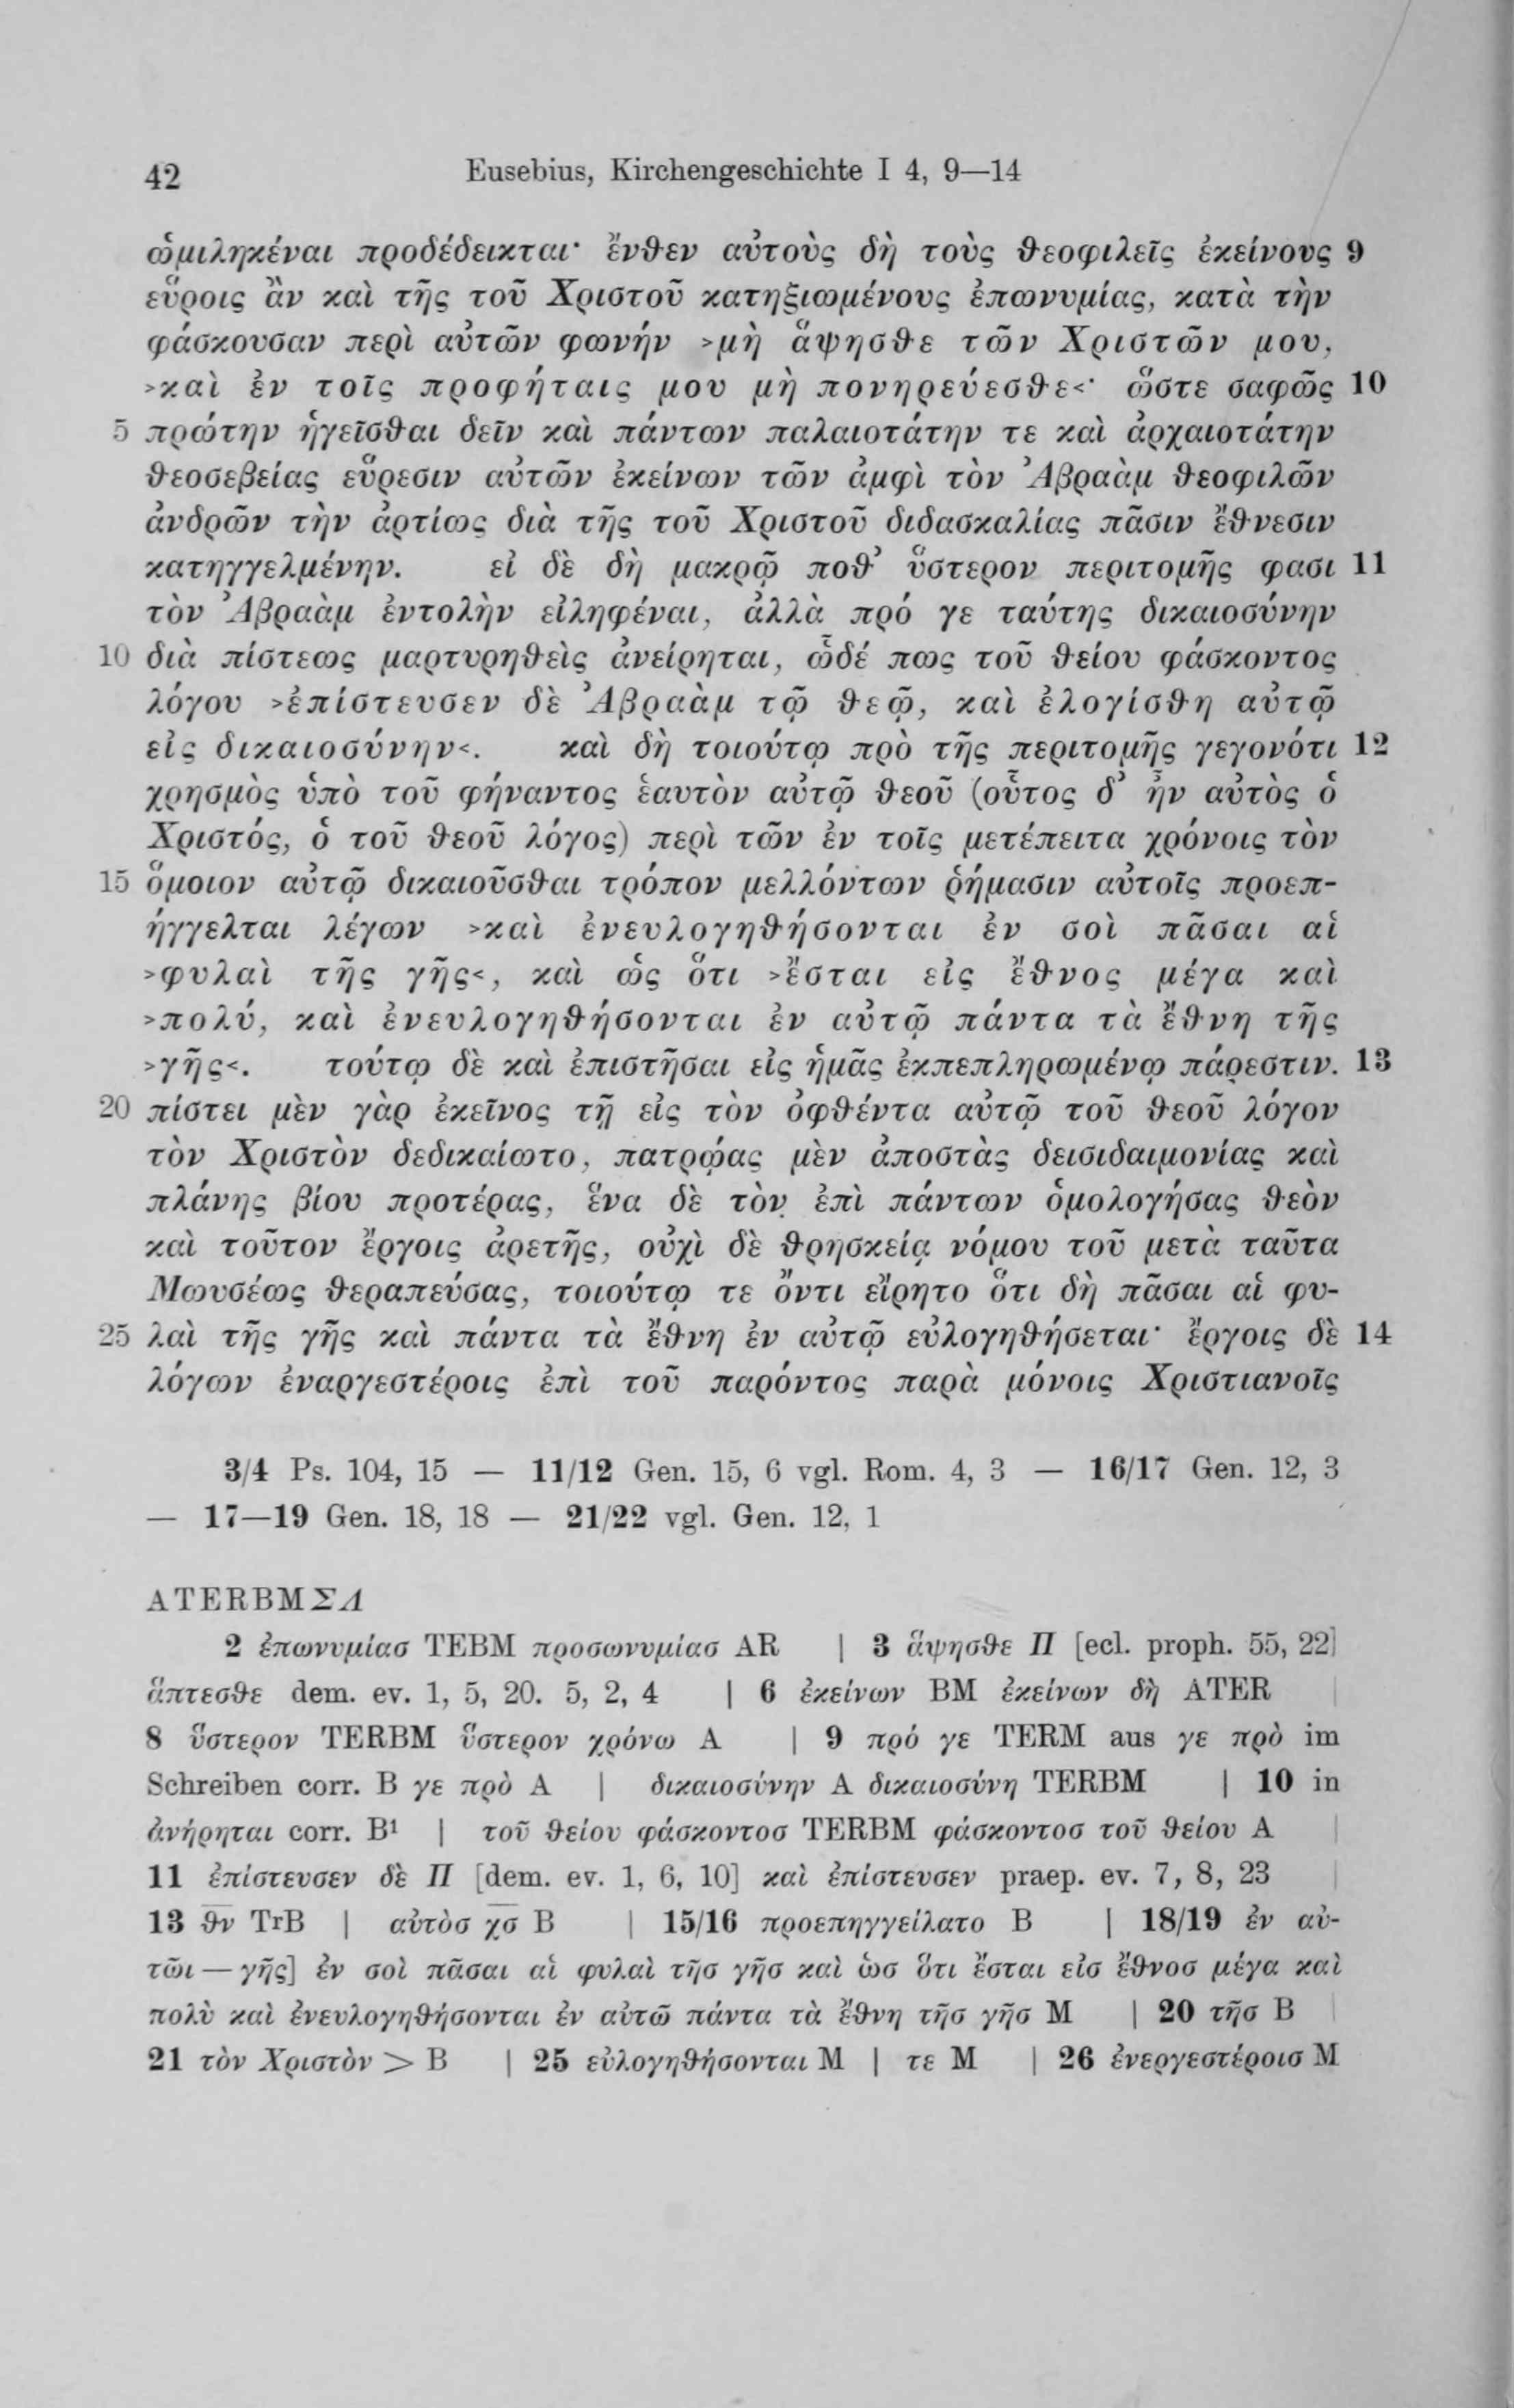 42 Eusebius, Kirchengeschichte I 4, 9—14
ὡμιληκέναι προδέδεικται· ἔνθεν αὐτοὺς δὴ τοὺς θεοφιλεῖς ἐκείνους 9
εὕροις ἂν καὶ τῆς τοῦ Χριστοῦ κατηξιωμένους ἐπωνυμίας, κατὰ τὴν
φάσκουσαν περὶ αὐτῶν φωνήν >μὴ ἅψησθε τῶν Χριστῶν μου,
>καὶ ἐν τοῖς προφήταις μου μὴ πονηρεύεσθε<· ὥστε σαφῶς 10
5 πρώτην ἡγεῖσθαι δεῖν καὶ πάντων παλαιοτάτην τε καὶ ἀρχαιοτάτην
θεοσεβείας εὕρεσιν αὐτῶν ἐκείνων τῶν ἀμφὶ τὸν Ἀβραὰμ θεοφιλῶν
ἀνδρῶν τὴν ἀρτίως διὰ τῆς τοῦ Χριστοῦ διδασκαλίας πᾶσιν ἔθνεσιν
κατηγγελμένην. εἰ δὲ δὴ μακρῷ ποθ᾽ ὕστερον περιτομῆς φασι 11
τὸν Ἀβραὰμ ἐντολὴν εἰληφέναι, ἀλλὰ πρό γε ταύτης δικαιοσύνην
10 διὰ πίστεως μαρτυρηθεὶς ἀνείρηται, ὧδέ πως τοῦ θείου φάσκοντος
λόγου >ἐπίστευσεν δὲ Ἀβραὰμ τῷ θεῷ, καὶ ἐλογίσθη αὐτῷ
εἰς δικαιοσύνην<. καὶ δὴ τοιούτῳ πρὸ τῆς περιτομῆς γεγονότι 12
χρησμὸς ὑπὸ τοῦ φήναντος ἑαυτὸν αὐτῷ θεοῦ (οὗτος δ᾽ ἦν αὐτὸς ὁ
Χριστός, ὁ τοῦ θεοῦ λόγος) περὶ τῶν ἐν τοῖς μετέπειτα χρόνοις τὸν
15 ὅμοιον αὐτῷ δικαιοῦσθαι τρόπον μελλόντων ῥήμασιν αὐτοῖς προεπ-
ήγγελται λέγων >καὶ ἐνευλογηθήσονται ἐν σοὶ πᾶσαι αἱ
>φυλαὶ τῆς γῆς<, καὶ ὡς ὅτι >ἔσται εἰς ἔθνος μέγα καὶ
>πολύ, καὶ ἐνευλογηθήσονται ἐν αὐτῷ πάντα τὰ ἔθνη τῆς
>γῆς<. τούτῳ δὲ καὶ ἐπιστῆσαι εἰς ἡμᾶς ἐκπεπληρωμένῳ πάρεστιν. 13
20 πίστει μὲν γὰρ ἐκεῖνος τῇ εἰς τὸν ὀφθέντα αὐτῷ τοῦ θεοῦ λόγον
τὸν Χριστὸν δεδικαίωτο, πατρῴας μὲν ἀποστὰς δεισιδαιμονίας καὶ
πλάνης βίου προτέρας, ἕνα δὲ τὸν ἐπὶ πάντων ὁμολογήσας θεὸν
καὶ τοῦτον ἔργοις ἀρετῆς, οὐχὶ δὲ θρησκείᾳ νόμου τοῦ μετὰ ταῦτα
Μωυσέως θεραπεύσας, τοιούτῳ τε ὄντι εἴρητο ὅτι δὴ πᾶσαι αἱ φυ-
25 λαὶ τῆς γῆς καὶ πάντα τὰ ἔθνη ἐν αὐτῷ εὐλογηθήσεται· ἔργοις δὲ 14
λόγων ἐναργεστέροις ἐπὶ τοῦ παρόντος παρὰ μόνοις Χριστιανοῖς
3/4 Ps. 104, 15 — 11/12 Gen. 15, 6 vgl. Rom. 4, 3 — 16/17 Gen. 12, 3
— 17—19 Gen. 18, 18 — 21/22 vgl. Gen. 12, 1
ATERBMΣΛ
2 ἐπωνυμίασ TEBM προσωνυμίασ AR | 3 ἅψησθε Π [ecl. proph. 55, 22]
ἅπτεσθε dem. ev. 1, 5, 20. 5, 2, 4 | 6 ἐκείνων BM ἐκείνων δὴ ATER |
8 ὕστερον TERBM ὕστερον χρόνω A | 9 πρό γε TERM aus γε πρὸ im
Schreiben corr. B γε πρὸ A | δικαιοσύνην A δικαιοσύνη TERBM | 10 in
ἀνήρηται corr. B¹ | τοῦ θείου φάσκοντοσ TERBM φάσκοντοσ τοῦ θείου A |
11 ἐπίστευσεν δὲ Π [dem. ev. 1, 6, 10] καὶ ἐπίστευσεν praep. ev. 7, 8, 23 |
13 θ̅ν̅ TrB | αὐτὸσ χ̅σ̅ B | 15/16 προεπηγγείλατο B | 18/19 ἐν αὐ-
τῶι — γῆς] ἐν σοὶ πᾶσαι αἱ φυλαὶ τῆσ γῆσ καὶ ὡσ ὅτι ἔσται εἰσ ἔθνοσ μέγα καὶ
πολὺ καὶ ἐνευλογηθήσονται ἐν αὐτῶ πάντα τὰ ἔθνη τῆσ γῆσ M | 20 τῆσ B |
21 τὸν Χριστὸν > B | 25 εὐλογηθήσονται M | τε M | 26 ἐνεργεστέροισ M